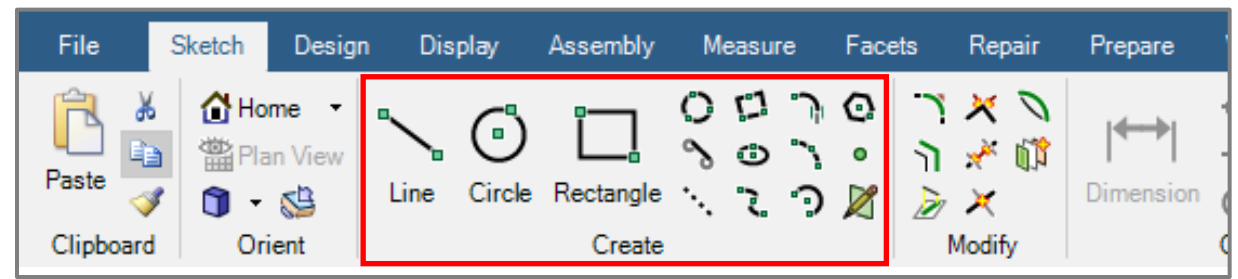 File Sketch Design Display Assembly Measure Facets Repair Prepare
Home
Plan View
Paste Line Circle Rectangle Dimension
Clipboard Orient Create Modify